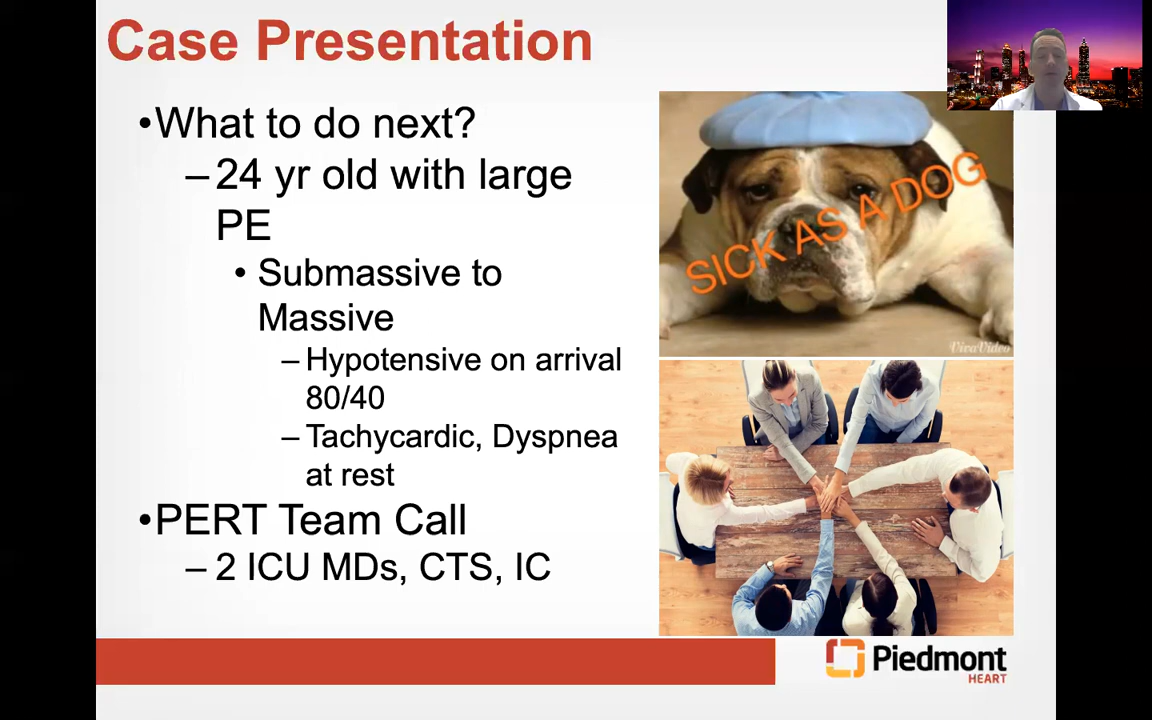 Case Presentation
•What to do next?
–24 yr old with large
PE
• Submassive to
Massive
– Hypotensive on arrival
80/40
– Tachycardic, Dyspnea
at rest
•PERT Team Call
– 2 ICU MDs, CTS, IC
SICK AS A DOG
VivaVideo
Piedmont
HEART